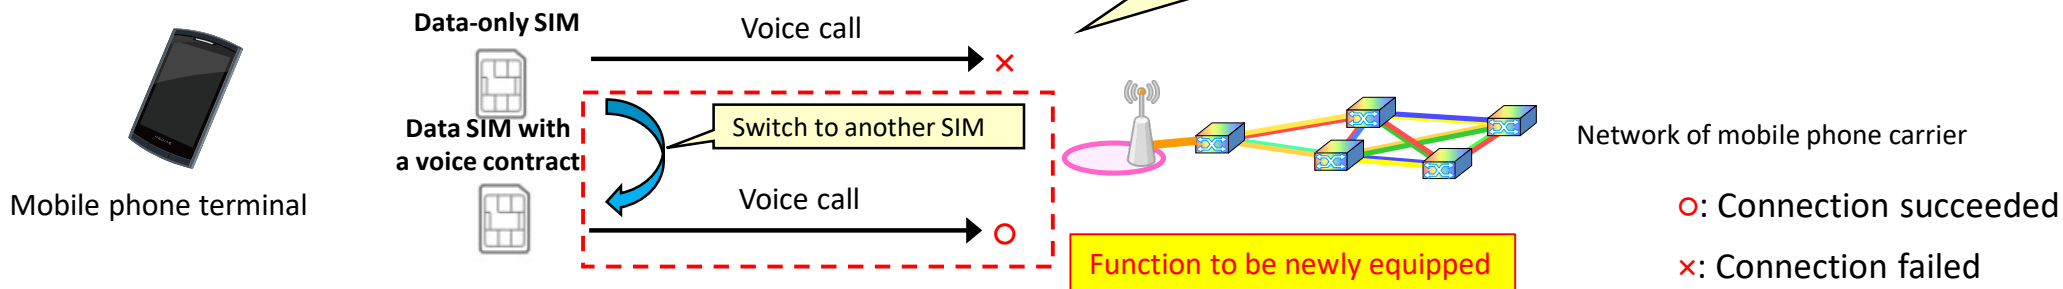 Data-only SIM
Voice call
×
Data SIM with
a voice contract
Switch to another SIM
Voice call
Mobile phone terminal
Network of mobile phone carrier
Function to be newly equipped
○: Connection succeeded
×: Connection failed